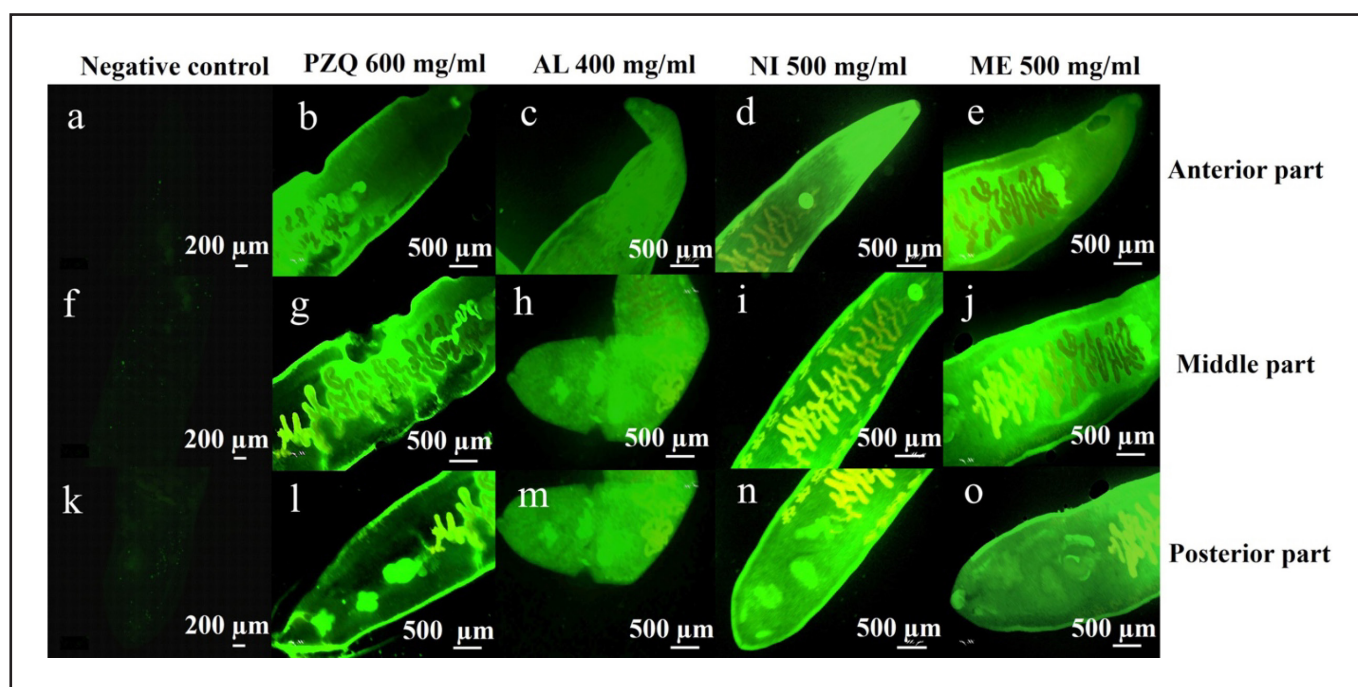 Negative control PZQ 600 mg/ml AL 400 mg/ml NI 500 mg/ml ME 500 mg/ml
a b c d e
Anterior part
200 µm 500 µm 500 µm 500 µm 500 µm
f g h i j
Middle part
200 µm 500 µm 500 µm 500 µm 500 µm
k l m n o
Posterior part
200 µm 500 µm 500 µm 500 µm 500 µm